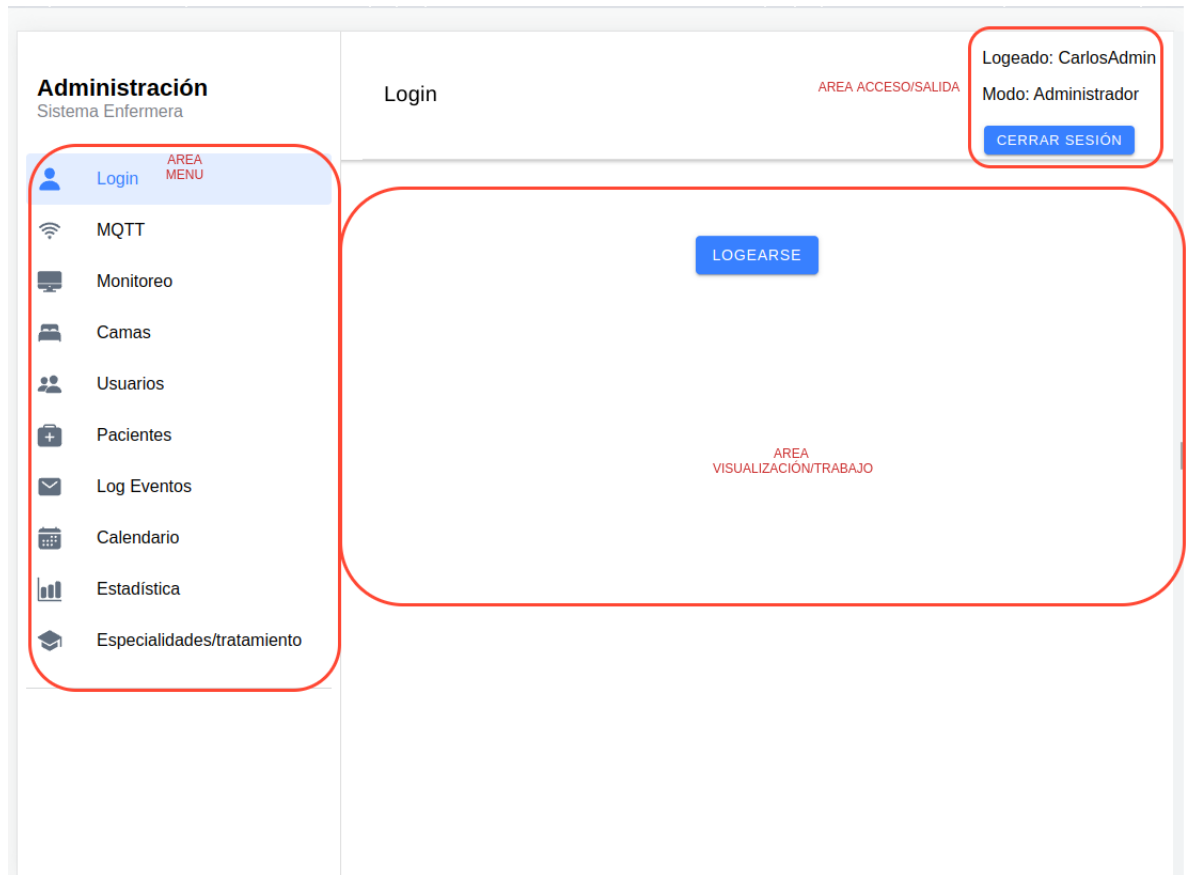 Administración
Sistema Enfermera
AREA
MENU
Login
MQTT
Monitoreo
Camas
Usuarios
Pacientes
Log Eventos
Calendario
Estadística
Especialidades/tratamiento
Login
AREA ACCESO/SALIDA
Logeado: CarlosAdmin
Modo: Administrador
CERRAR SESIÓN
LOGEARSE
AREA
VISUALIZACIÓN/TRABAJO